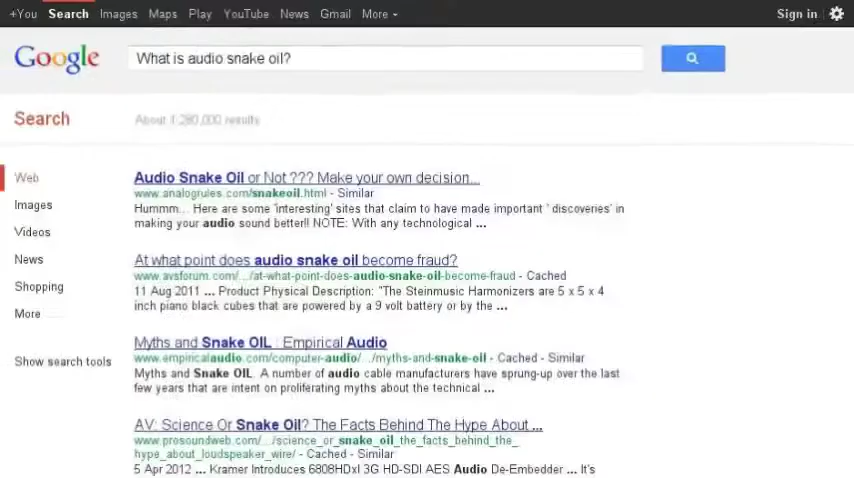 +You Search Images Maps Play YouTube News Gmail More Sign in
Google What is audio snake oil?
Search About 1,280,000 results
Web
Images
Videos
News
Shopping
More
Show search tools
Audio Snake Oil or Not ??? Make your own decision...
www.analogrules.com/snakeoil.html - Similar
Hummm... Here are some 'interesting' sites that claim to have made important ' discoveries' in
making your audio sound better!! NOTE: With any technological ...
At what point does audio snake oil become fraud?
www.avsforum.com/.../at-what-point-does-audio-snake-oil-become-fraud - Cached
11 Aug 2011 ... Product Physical Description: "The Steinmusic Harmonizers are 5 x 5 x 4
inch piano black cubes that are powered by a 9 volt battery or by the ...
Myths and Snake OIL : Empirical Audio
www.empiricalaudio.com/computer-audio/.../myths-and-snake-oil - Cached - Similar
Myths and Snake OIL. A number of audio cable manufacturers have sprung-up over the last
few years that are intent on proliferating myths about the technical ...
AV: Science Or Snake Oil? The Facts Behind The Hype About ...
www.prosoundweb.com/.../science_or_snake_oil_the_facts_behind_the_
hype_about_loudspeaker_wire/ - Cached - Similar
5 Apr 2012 ... Kramer Introduces 6808HDxl 3G HD-SDI AES Audio De-Embedder ... It's